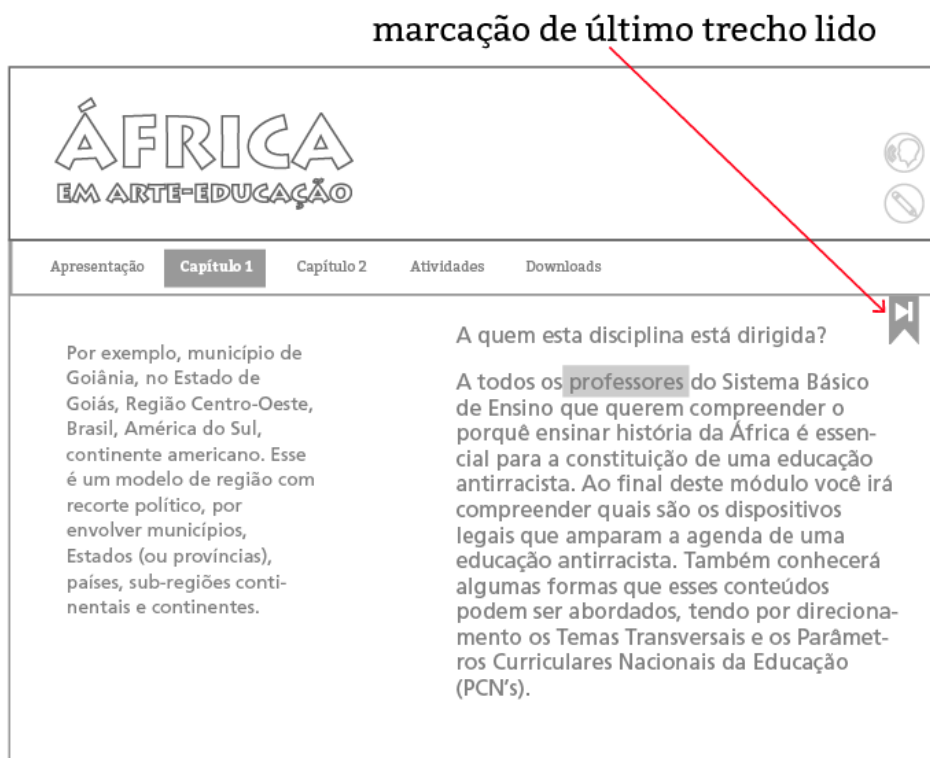 marcação de último trecho lido
ÁFRICA
EM ARTE-EDUCAÇÃO
Apresentação Capítulo 1 Capítulo 2 Atividades Downloads
Por exemplo, município de
Goiânia, no Estado de
Goiás, Região Centro-Oeste,
Brasil, América do Sul,
continente americano. Esse
é um modelo de região com
recorte político, por
envolver municípios,
Estados (ou províncias),
países, sub-regiões conti-
nentais e continentes.
A quem esta disciplina está dirigida?
A todos os professores do Sistema Básico
de Ensino que querem compreender o
porquê ensinar história da África é essen-
cial para a constituição de uma educação
antirracista. Ao final deste módulo você irá
compreender quais são os dispositivos
legais que amparam a agenda de uma
educação antirracista. Também conhecerá
algumas formas que esses conteúdos
podem ser abordados, tendo por direciona-
mento os Temas Transversais e os Parâmet-
ros Curriculares Nacionais da Educação
(PCN's).